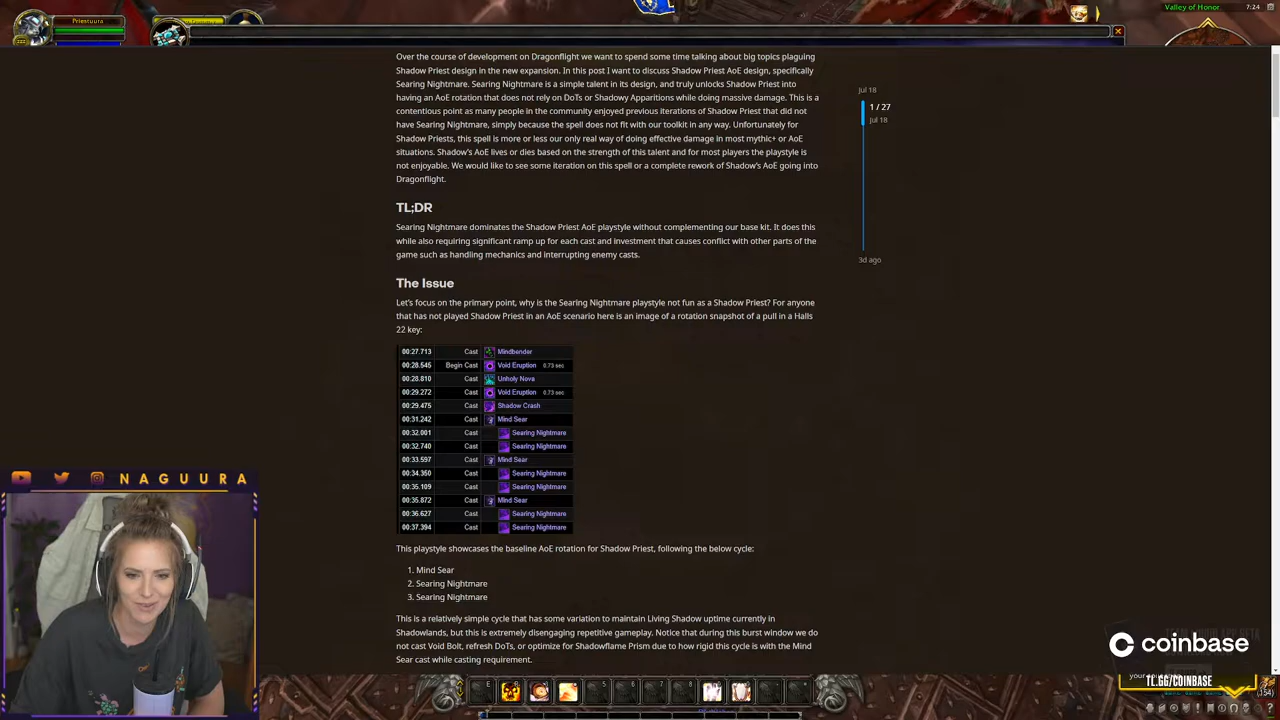 Priestuura
Valley of Honor
7:24
Over the course of development on Dragonflight we want to spend some time talking about big topics plaguing
Shadow Priest design in the new expansion. In this post I want to discuss Shadow Priest AoE design, specifically
Searing Nightmare. Searing Nightmare is a simple talent in its design, and truly unlocks Shadow Priest into
having an AoE rotation that does not rely on DoTs or Shadowy Apparitions while doing massive damage. This is a
contentious point as many people in the community enjoyed previous iterations of Shadow Priest that did not
have Searing Nightmare, simply because the spell does not fit with our toolkit in any way. Unfortunately for
Shadow Priests, this spell is more or less our only real way of doing effective damage in most mythic+ or AoE
situations. Shadow's AoE lives or dies based on the strength of this talent and for most players the playstyle is
not enjoyable. We would like to see some iteration on this spell or a complete rework of Shadow's AoE going into
Dragonflight.
Jul 18
1 / 27
Jul 18
3d ago
TL;DR
Searing Nightmare dominates the Shadow Priest AoE playstyle without complementing our base kit. It does this
while also requiring significant ramp up for each cast and investment that causes conflict with other parts of the
game such as handling mechanics and interrupting enemy casts.
The Issue
Let's focus on the primary point, why is the Searing Nightmare playstyle not fun as a Shadow Priest? For anyone
that has not played Shadow Priest in an AoE scenario here is an image of a rotation snapshot of a pull in a Halls
22 key:
00:27.713 Cast Mindbender
00:28.545 Begin Cast Void Eruption 0.73 sec
00:28.810 Cast Unholy Nova
00:29.272 Cast Void Eruption 0.73 sec
00:29.475 Cast Shadow Crash
00:31.242 Cast Mind Sear
00:32.001 Cast Searing Nightmare
00:32.740 Cast Searing Nightmare
00:33.597 Cast Mind Sear
00:34.350 Cast Searing Nightmare
00:35.109 Cast Searing Nightmare
00:35.872 Cast Mind Sear
00:36.627 Cast Searing Nightmare
00:37.394 Cast Searing Nightmare
This playstyle showcases the baseline AoE rotation for Shadow Priest, following the below cycle:
1. Mind Sear
2. Searing Nightmare
3. Searing Nightmare
This is a relatively simple cycle that has some variation to maintain Living Shadow uptime currently in
Shadowlands, but this is extremely disengaging repetitive gameplay. Notice that during this burst window we do
not cast Void Bolt, refresh DoTs, or optimize for Shadowflame Prism due to how rigid this cycle is with the Mind
Sear cast while casting requirement.
NAGUURA
coinbase
TL.GG/COINBASE
E
5
6
7
8
(154)